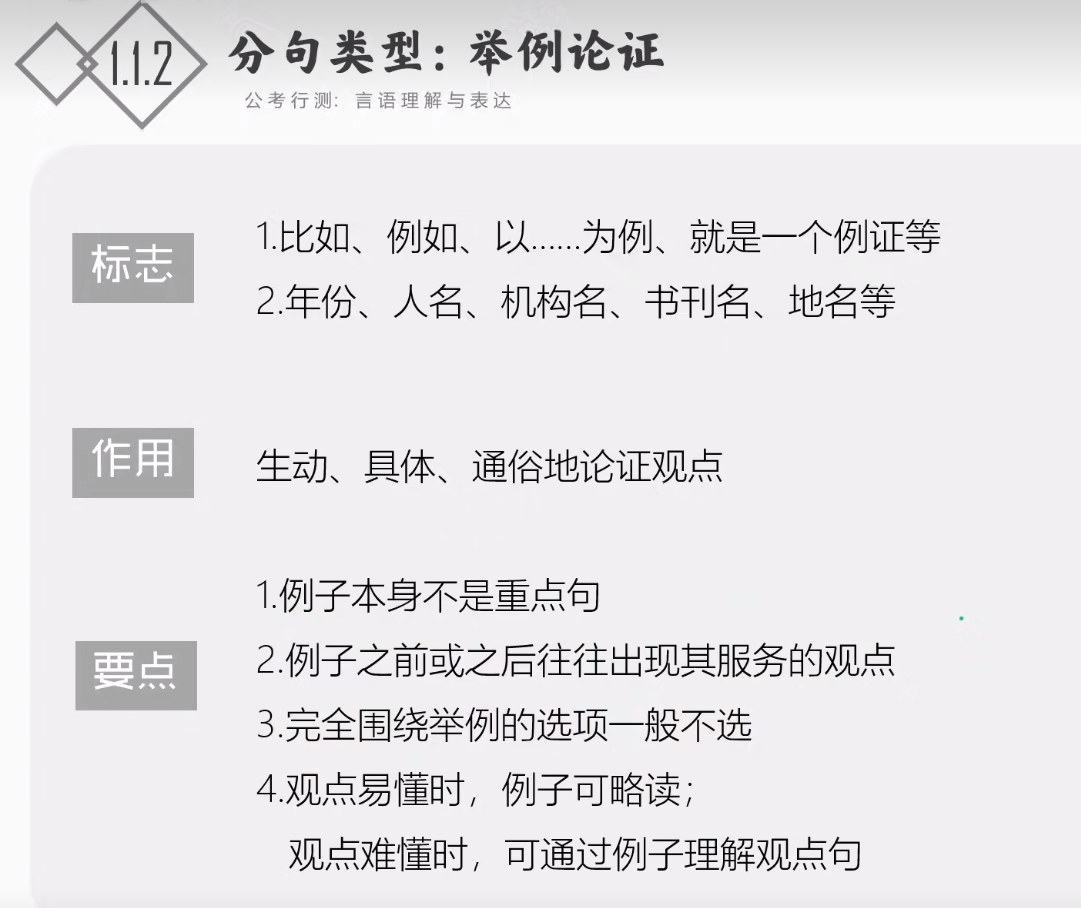 1.1.2
分句类型：举例论证
公考行测：言语理解与表达
标志
1.比如、例如、以……为例、就是一个例证等
2.年份、人名、机构名、书刊名、地名等
作用
生动、具体、通俗地论证观点
要点
1.例子本身不是重点句
2.例子之前或之后往往出现其服务的观点
3.完全围绕举例的选项一般不选
4.观点易懂时，例子可略读；
观点难懂时，可通过例子理解观点句